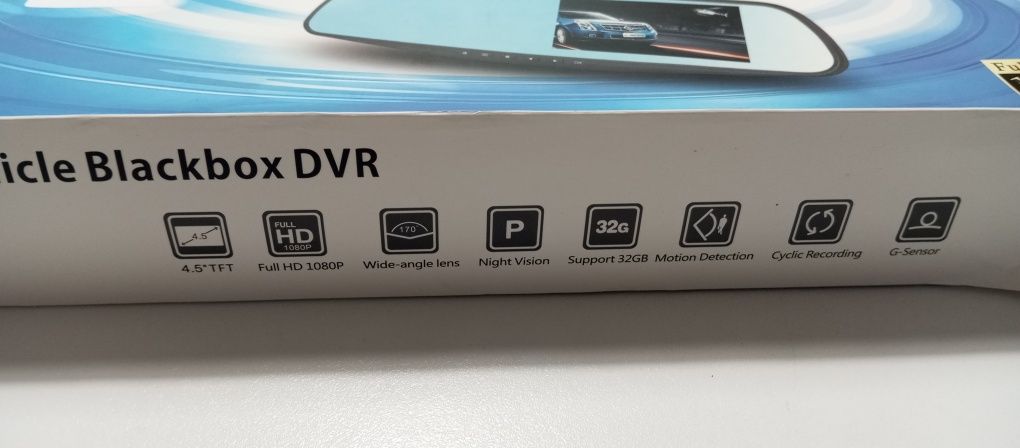 icle Blackbox DVR
4.5"
FULL
HD
1080P
170°
P
32G
4.5"TFT
Full HD 1080P
Wide-angle lens
Night Vision
Support 32GB
Motion Detection
Cyclic Recording
G-Sensor